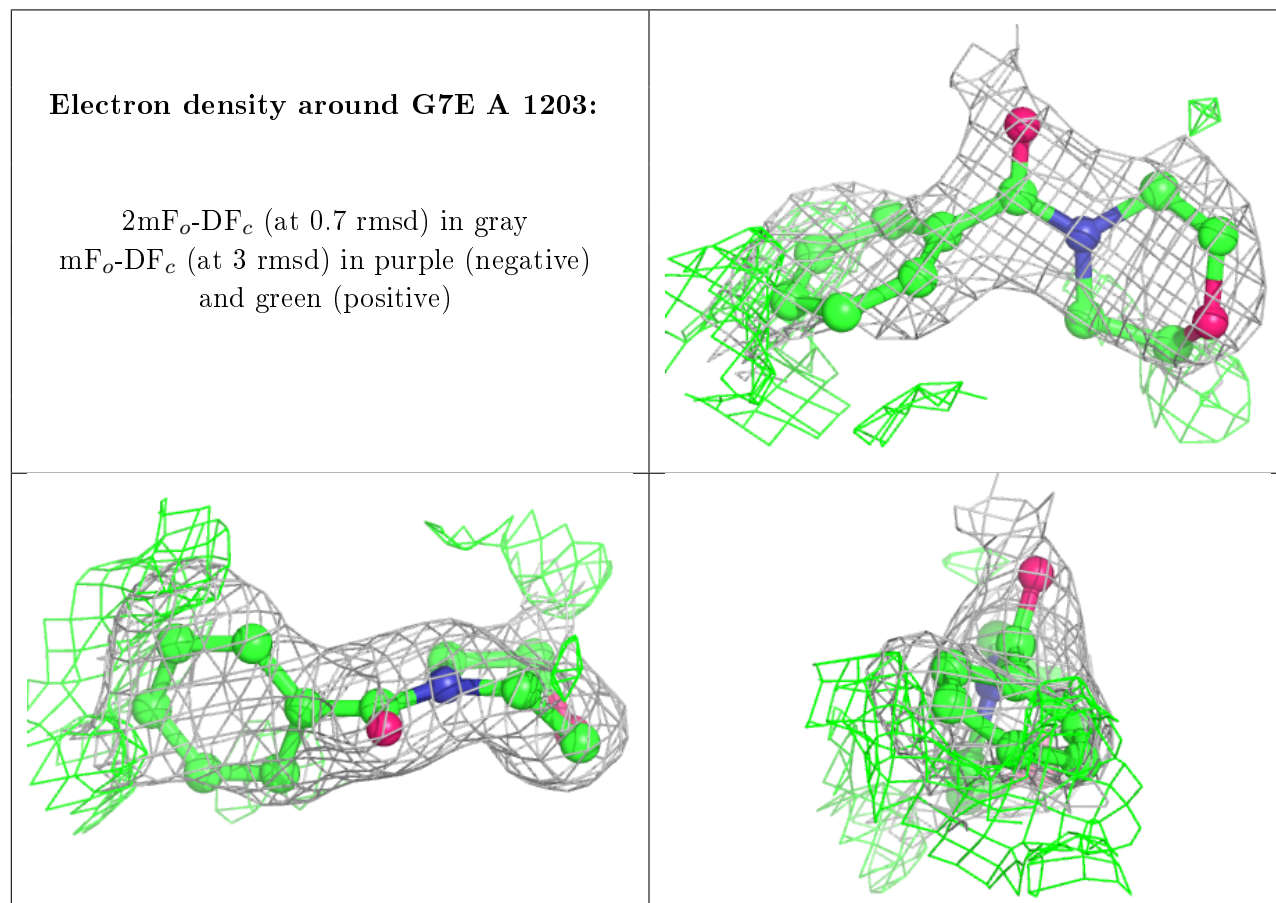 Electron density around G7E A 1203:
2mFₒ-DF𝑐 (at 0.7 rmsd) in gray
mFₒ-DF𝑐 (at 3 rmsd) in purple (negative)
and green (positive)